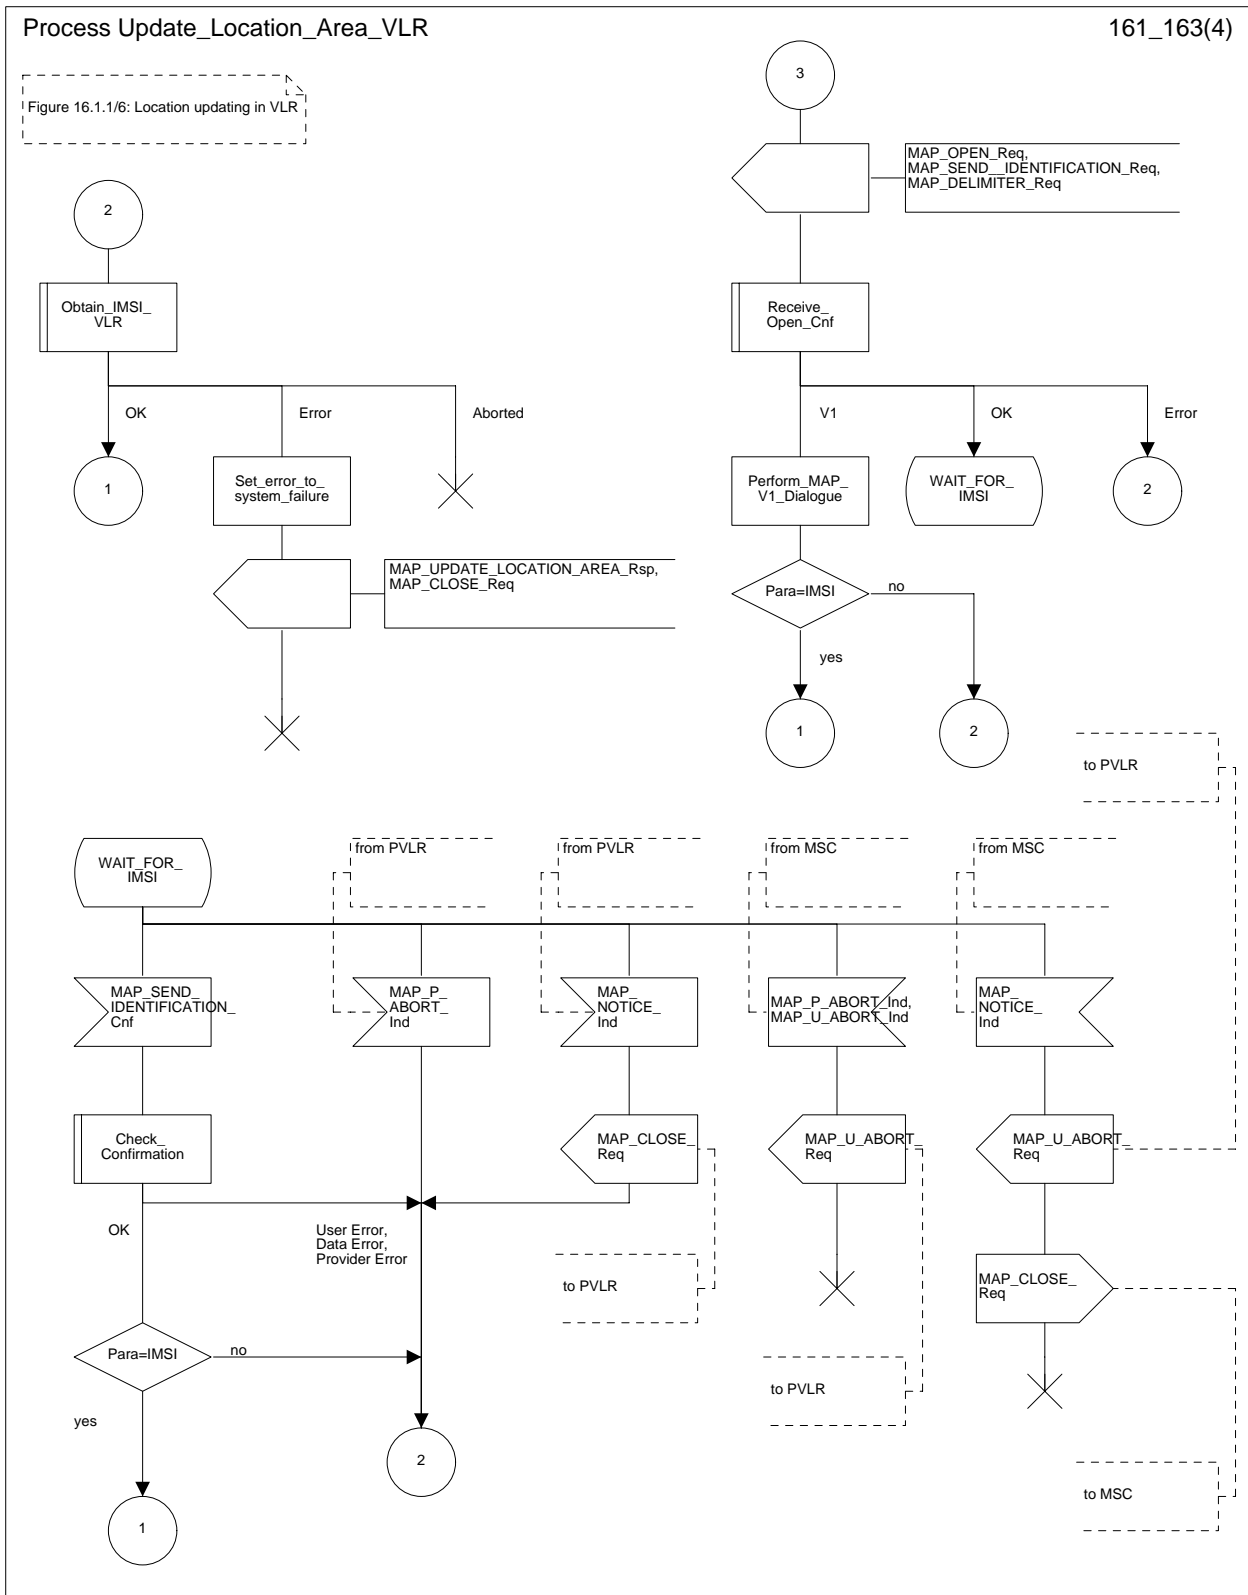 Process Update_Location_Area_VLR
161_163(4)
Figure 16.1.1/6: Location updating in VLR
2
Obtain_IMSI_
VLR
OK
Error
Aborted
1
Set_error_to_
system_failure
MAP_UPDATE_LOCATION_AREA_Rsp,
MAP_CLOSE_Req
3
MAP_OPEN_Req,
MAP_SEND__IDENTIFICATION_Req,
MAP_DELIMITER_Req
Receive_
Open_Cnf
V1
OK
Error
Perform_MAP_
V1_Dialogue
WAIT_FOR_
IMSI
2
Para=IMSI
no
yes
1
2
to PVLR
WAIT_FOR_
IMSI
from PVLR
from PVLR
from MSC
from MSC
MAP_SEND_
IDENTIFICATION_
Cnf
MAP_P_
ABORT_
Ind
MAP_
NOTICE_
Ind
MAP_P_ABORT_Ind,
MAP_U_ABORT_Ind
MAP_
NOTICE_
Ind
Check_
Confirmation
MAP_CLOSE_
Req
MAP_U_ABORT_
Req
MAP_U_ABORT_
Req
OK
User Error,
Data Error,
Provider Error
to PVLR
MAP_CLOSE_
Req
Para=IMSI
no
to PVLR
yes
2
to MSC
1